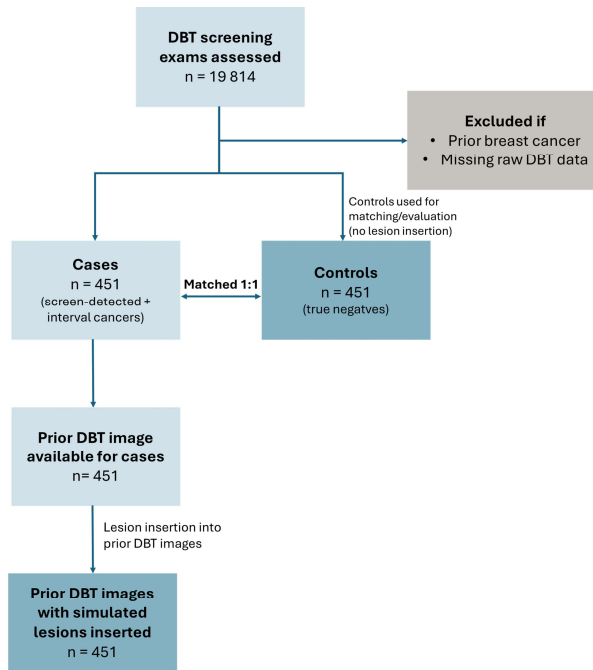 DBT screening
exams assessed
n = 19 814
Excluded if
• Prior breast cancer
• Missing raw DBT data
Controls used for
matching/evaluation
(no lesion insertion)
Cases
n = 451
(screen-detected +
interval cancers)
Matched 1:1
Controls
n = 451
(true negatves)
Prior DBT image
available for cases
n= 451
Lesion insertion into
prior DBT images
Prior DBT images
with simulated
lesions inserted
n = 451